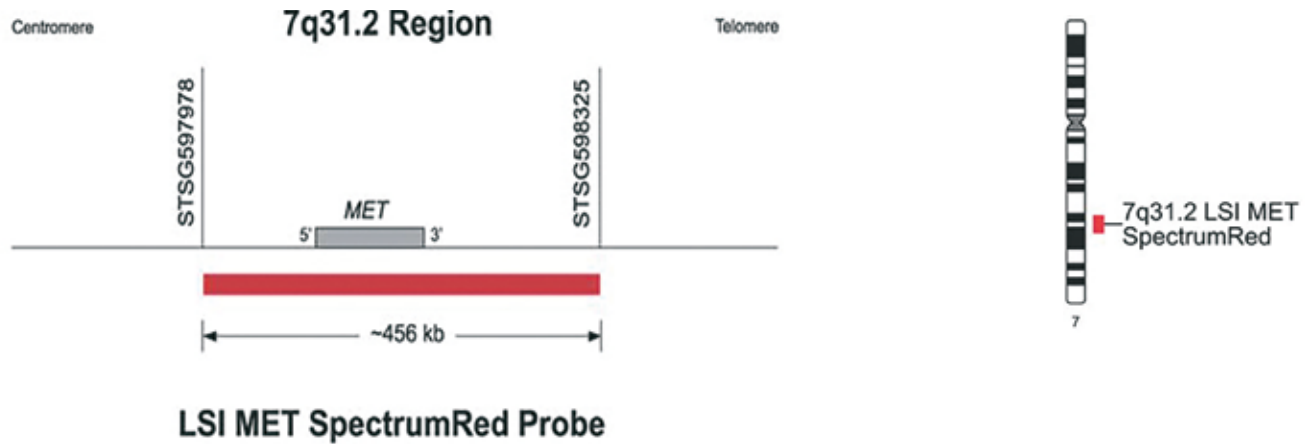 Centromere
7q31.2 Region
Telomere
STSG597978
STSG598325
MET
5'
3'
~456 kb
LSI MET SpectrumRed Probe
7q31.2 LSI MET
SpectrumRed
7